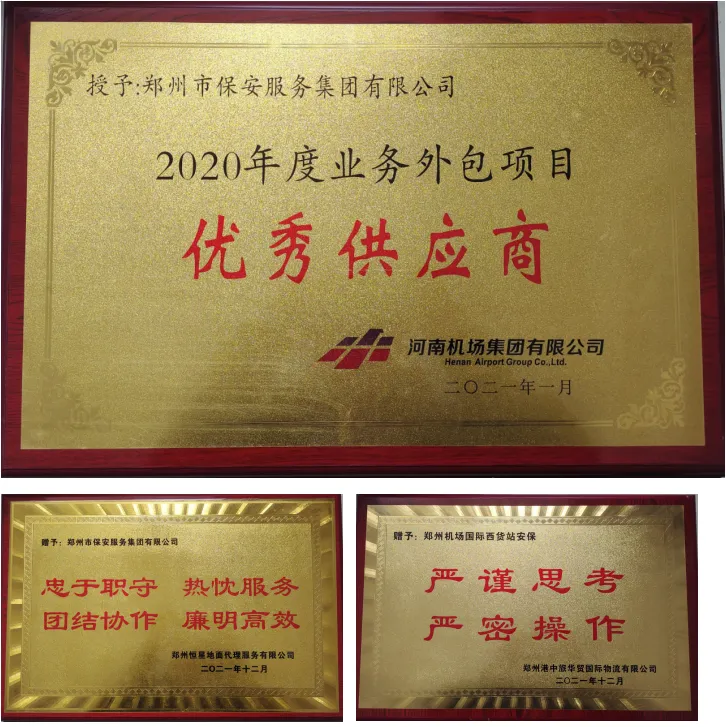 授予:郑州市保安服务集团有限公司
2020年度业务外包项目
优秀供应商
河南机场集团有限公司
Henan Airport Group Co.,Ltd.
二〇二一年一月
赠予：郑州市保安服务集团有限公司
忠于职守 热忱服务
团结协作 廉明高效
郑州恒星地面代理服务有限公司
二〇二一年十二月
赠予：郑州机场国际西货站安保
严谨思考
严密操作
郑州港中旅华贸国际物流有限公司
二〇二一年十二月